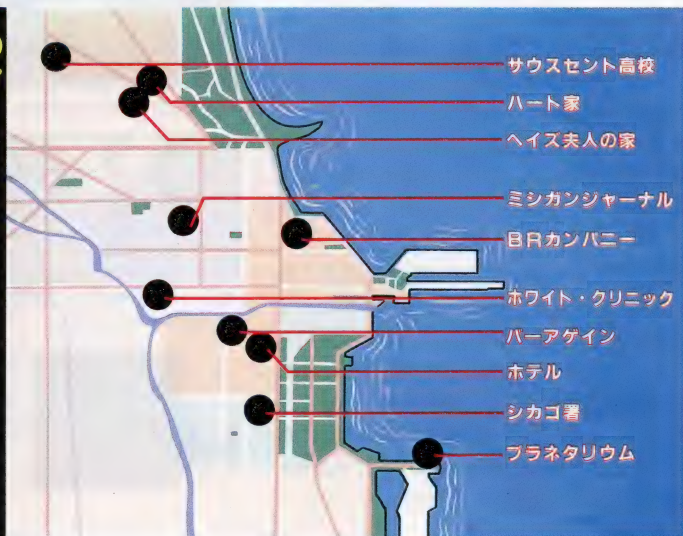 サウスセント高校
ハート家
ヘイズ夫人の家
ミシガンジャーナル
BRカンパニー
ホワイト・クリニック
バーアゲイン
ホテル
シカゴ署
プラネタリウム